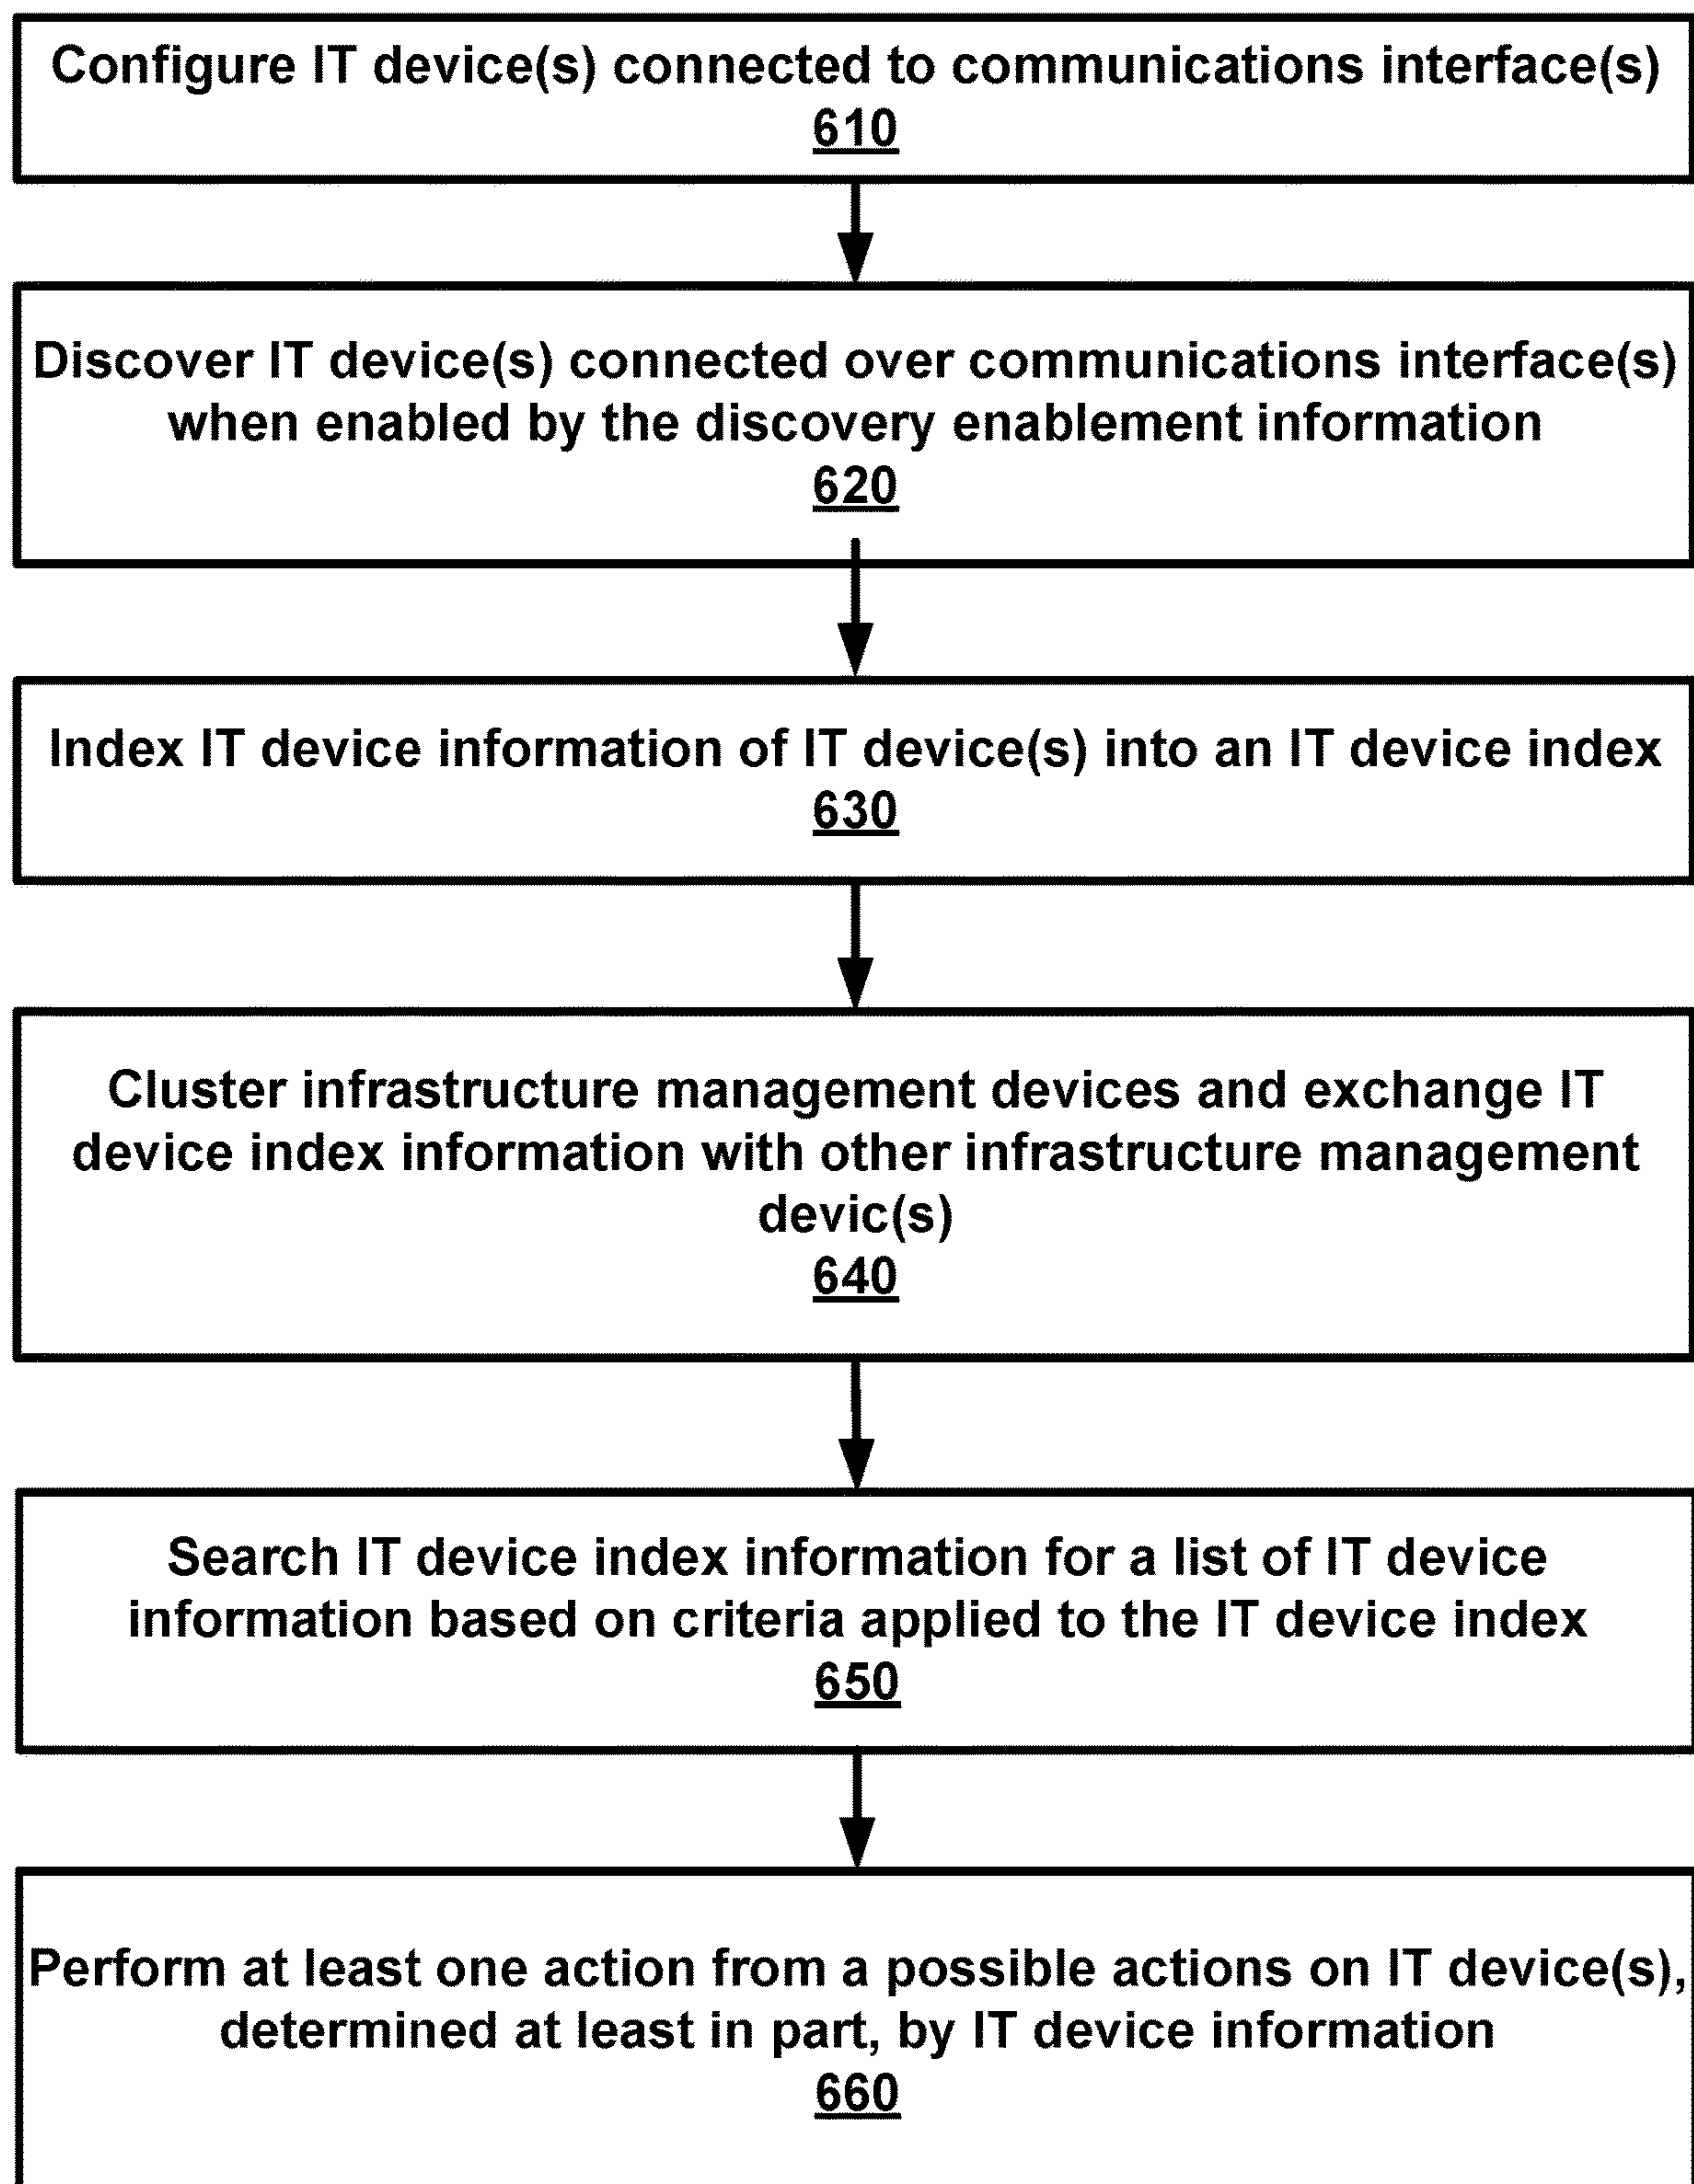 Configure IT device(s) connected to communications interface(s)
610
Discover IT device(s) connected over communications interface(s)
when enabled by the discovery enablement information
620
Index IT device information of IT device(s) into an IT device index
630
Cluster infrastructure management devices and exchange IT
device index information with other infrastructure management
devic(s)
640
Search IT device index information for a list of IT device
information based on criteria applied to the IT device index
650
Perform at least one action from a possible actions on IT device(s),
determined at least in part, by IT device information
660